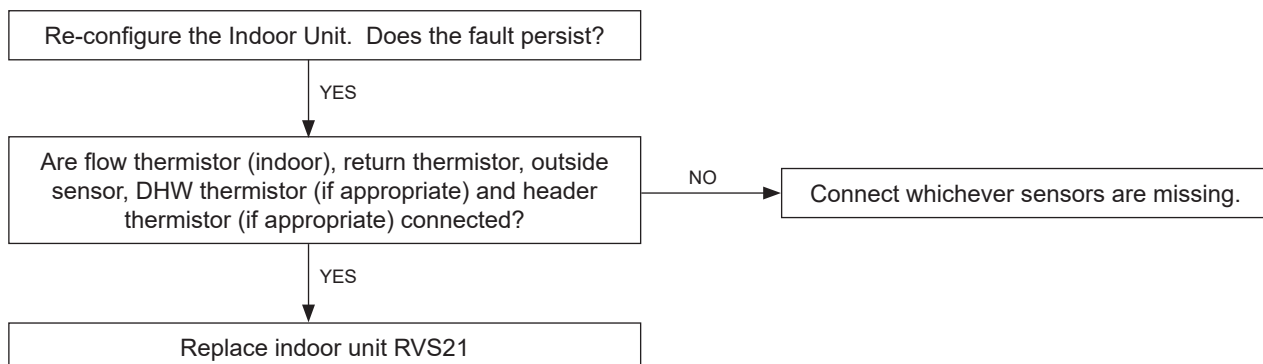 Re-configure the Indoor Unit.  Does the fault persist?
YES
Are flow thermistor (indoor), return thermistor, outside
sensor, DHW thermistor (if appropriate) and header
thermistor (if appropriate) connected?
NO
Connect whichever sensors are missing.
YES
Replace indoor unit RVS21